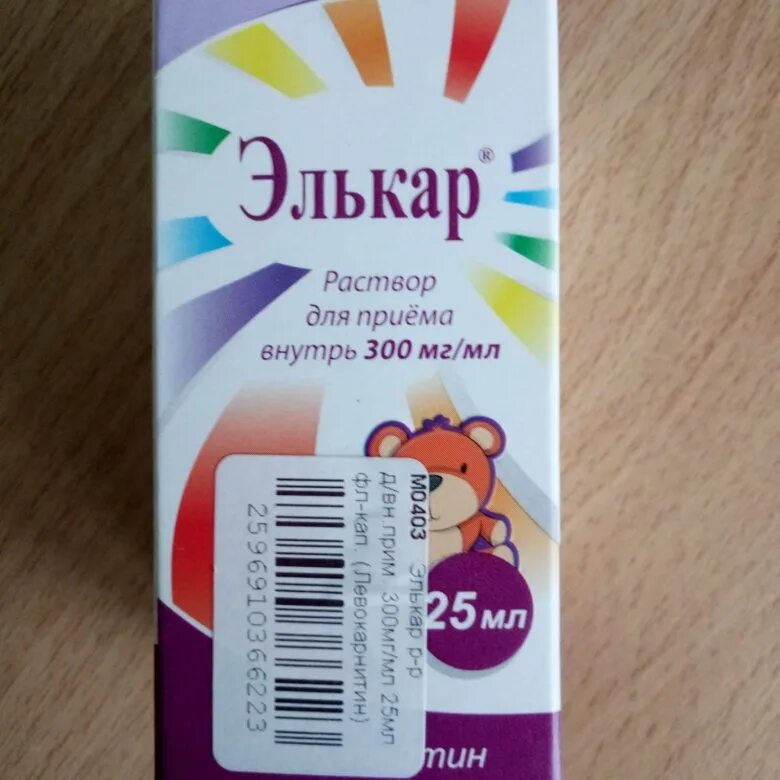 Элькар®
Раствор
для приёма
внутрь 300 мг/мл
25 мл
М0403 Элькар р-р
д/вн.прим 300мг/мл 25мл
фл-кап. (Левокарнитин)
2596910366223
тин